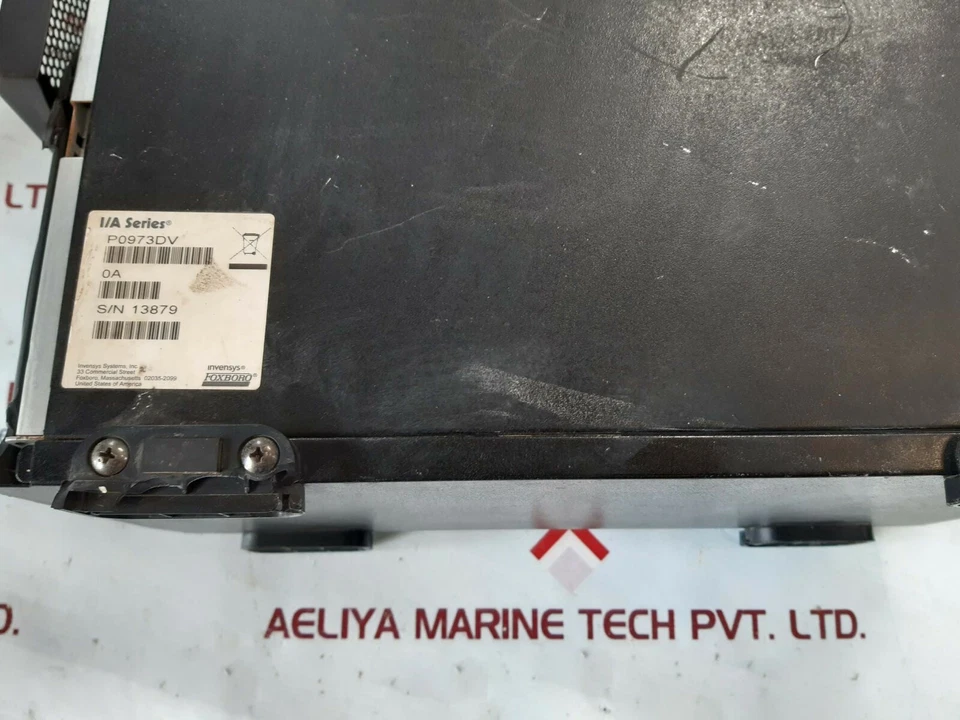 I/A Series®
P0973DV
0A
S/N 13879
Invensys Systems, Inc.
33 Commercial Street
Foxboro, Massachusetts 02035-2099
United States of America
invensys®
FOXBORO®
LT
D.
AELIYA MARINE TECH PVT. LTD.